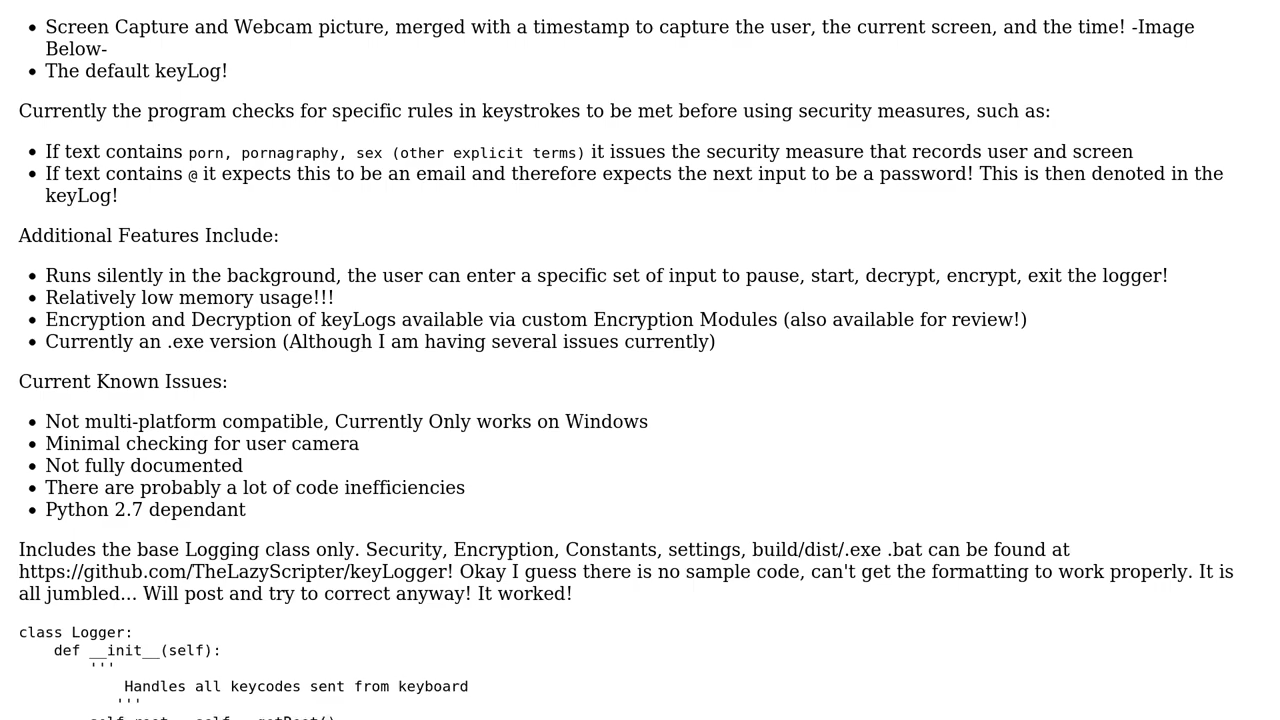 • Screen Capture and Webcam picture, merged with a timestamp to capture the user, the current screen, and the time! -Image
Below-
• The default keyLog!
Currently the program checks for specific rules in keystrokes to be met before using security measures, such as:
• If text contains porn, pornagraphy, sex (other explicit terms) it issues the security measure that records user and screen
• If text contains @ it expects this to be an email and therefore expects the next input to be a password! This is then denoted in the
keyLog!
Additional Features Include:
• Runs silently in the background, the user can enter a specific set of input to pause, start, decrypt, encrypt, exit the logger!
• Relatively low memory usage!!!
• Encryption and Decryption of keyLogs available via custom Encryption Modules (also available for review!)
• Currently an .exe version (Although I am having several issues currently)
Current Known Issues:
• Not multi-platform compatible, Currently Only works on Windows
• Minimal checking for user camera
• Not fully documented
• There are probably a lot of code inefficiencies
• Python 2.7 dependant
Includes the base Logging class only. Security, Encryption, Constants, settings, build/dist/.exe .bat can be found at
https://github.com/TheLazyScripter/keyLogger! Okay I guess there is no sample code, can't get the formatting to work properly. It is
all jumbled... Will post and try to correct anyway! It worked!
class Logger:
    def __init__(self):
        '''
            Handles all keycodes sent from keyboard
           '''